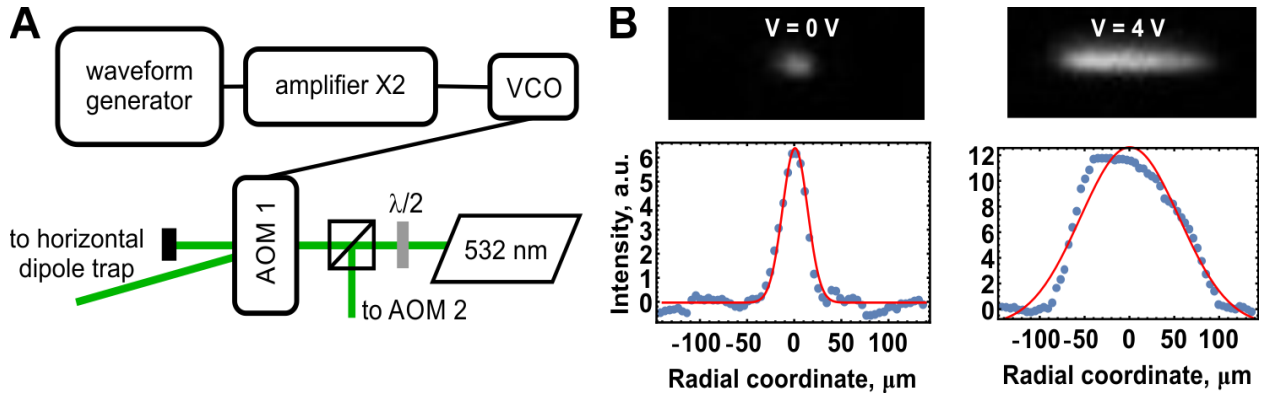 A
waveform
generator
amplifier X2
VCO
AOM 1
λ/2
532 nm
to horizontal
dipole trap
to AOM 2
B
V = 0 V
V = 4 V
Intensity, a.u.
6
5
4
3
2
1
0
-100 -50 0 50 100
Radial coordinate, μm
12
10
8
6
4
2
0
-100 -50 0 50 100
Radial coordinate, μm